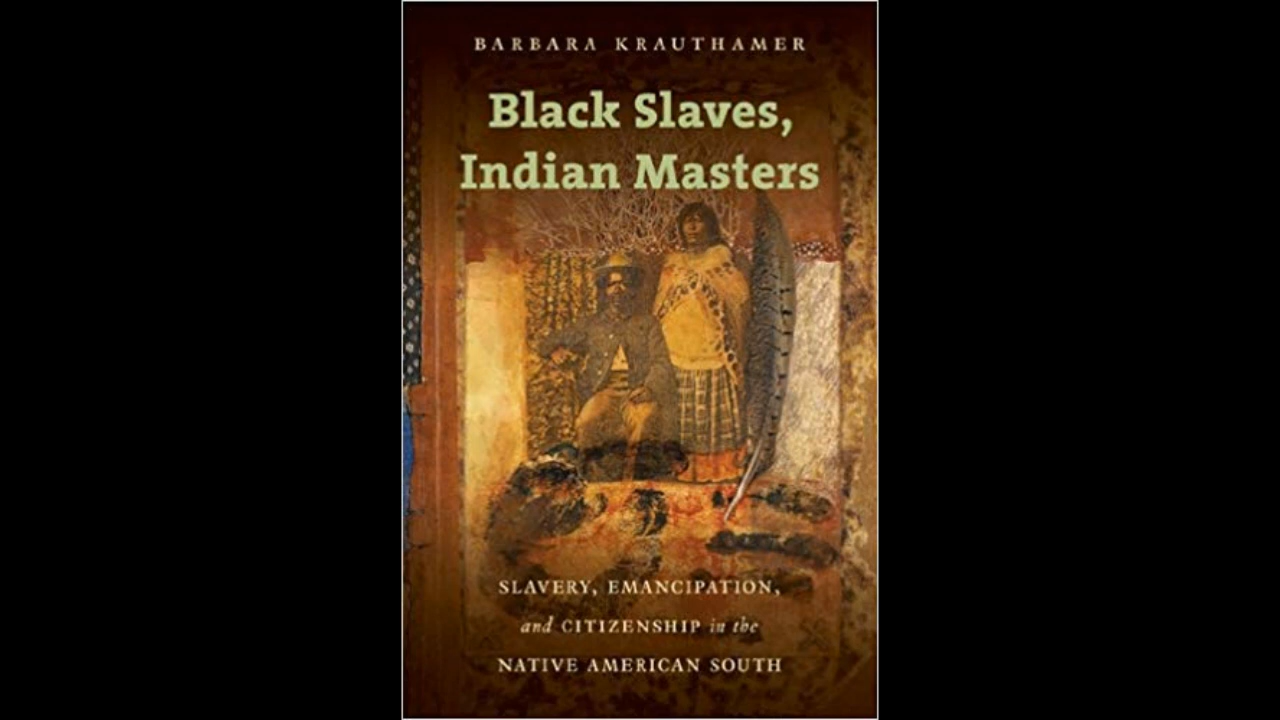 BARBARA KRAUTHAMER
Black Slaves,
Indian Masters
SLAVERY, EMANCIPATION,
and CITIZENSHIP in the
NATIVE AMERICAN SOUTH